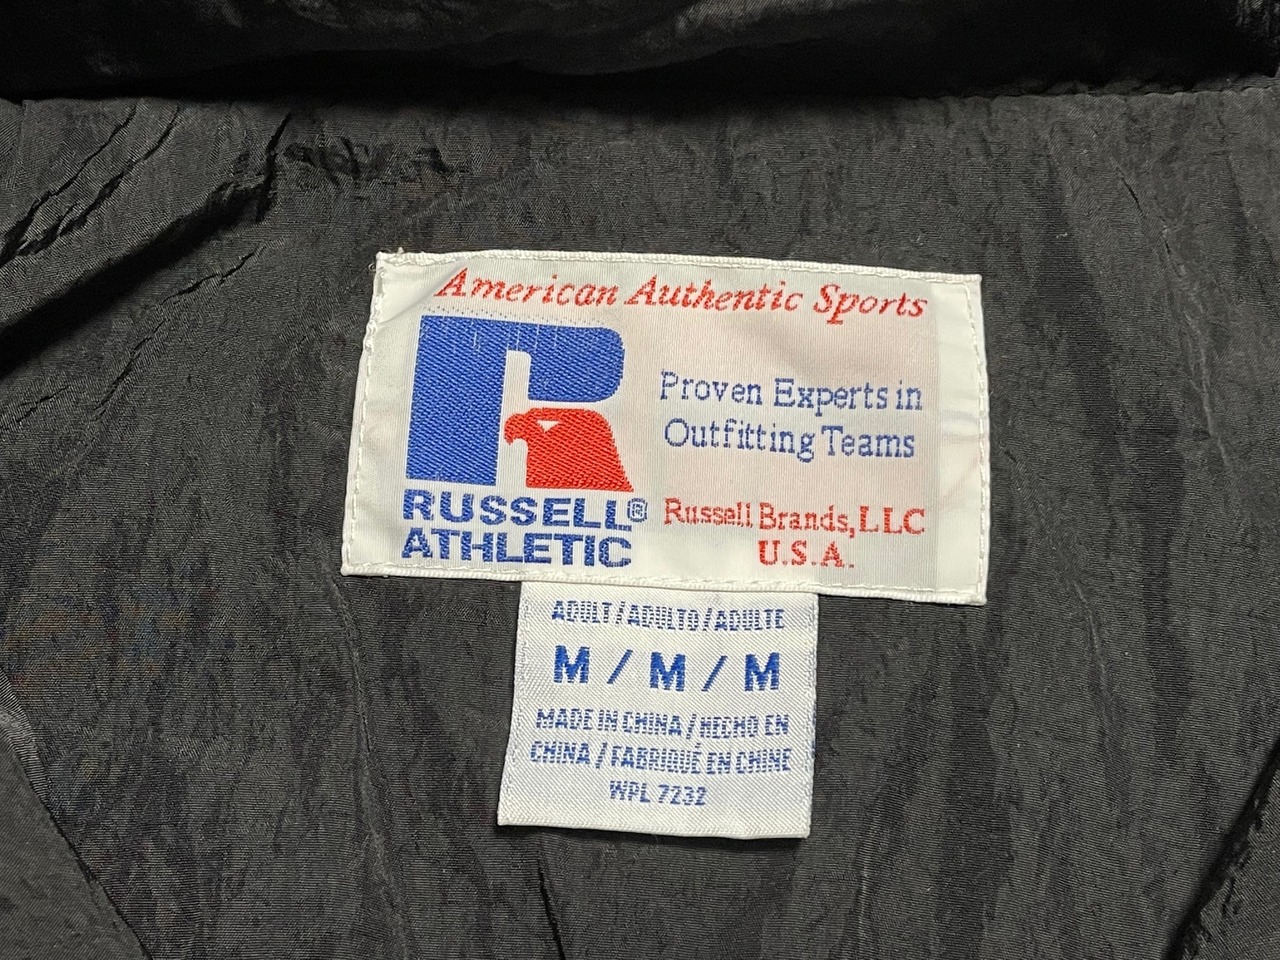 American Authentic Sports
Proven Experts in
Outfitting Teams
RUSSELL®
ATHLETIC
Russell Brands, LLC
U.S.A.
ADULT / ADULTO / ADULTE
M / M / M
MADE IN CHINA / HECHO EN
CHINA / FABRIQUÉ EN CHINE
WPL 7232